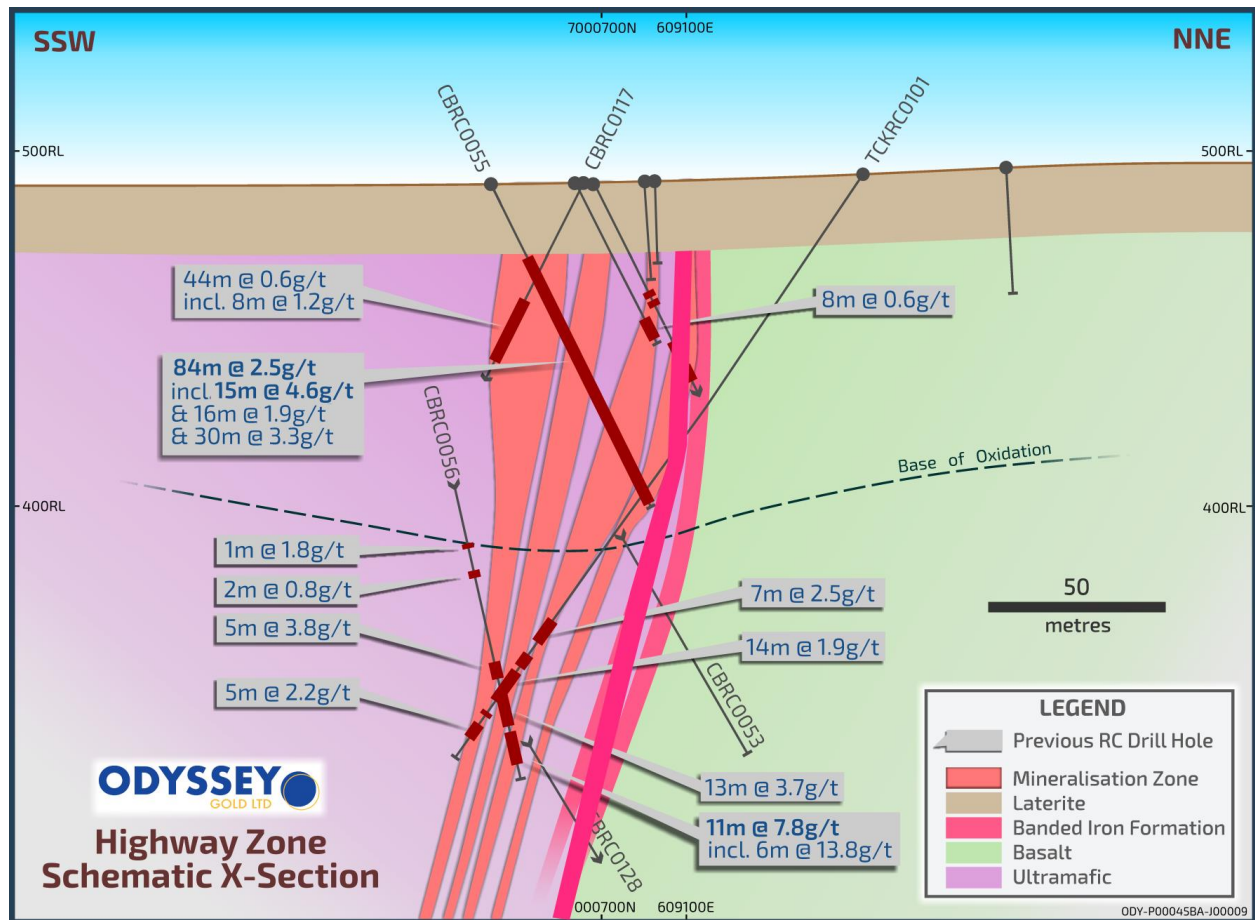 SSW
7000700N 609100E
NNE
CBRC0055
CBRC0117
TCKRC0101
500RL
500RL
44m @ 0.6g/t
incl. 8m @ 1.2g/t
8m @ 0.6g/t
84m @ 2.5g/t
incl. 15m @ 4.6g/t
& 16m @ 1.9g/t
& 30m @ 3.3g/t
CBRC0056
Base of Oxidation
400RL
400RL
1m @ 1.8g/t
2m @ 0.8g/t
5m @ 3.8g/t
5m @ 2.2g/t
7m @ 2.5g/t
14m @ 1.9g/t
CBRC0053
50
metres
13m @ 3.7g/t
11m @ 7.8g/t
incl. 6m @ 13.8g/t
CBRC0128
ODYSSEY
GOLD LTD
Highway Zone
Schematic X-Section
LEGEND
Previous RC Drill Hole
Mineralisation Zone
Laterite
Banded Iron Formation
Basalt
Ultramafic
000700N 609100E
ODY-P00045BA-J00009